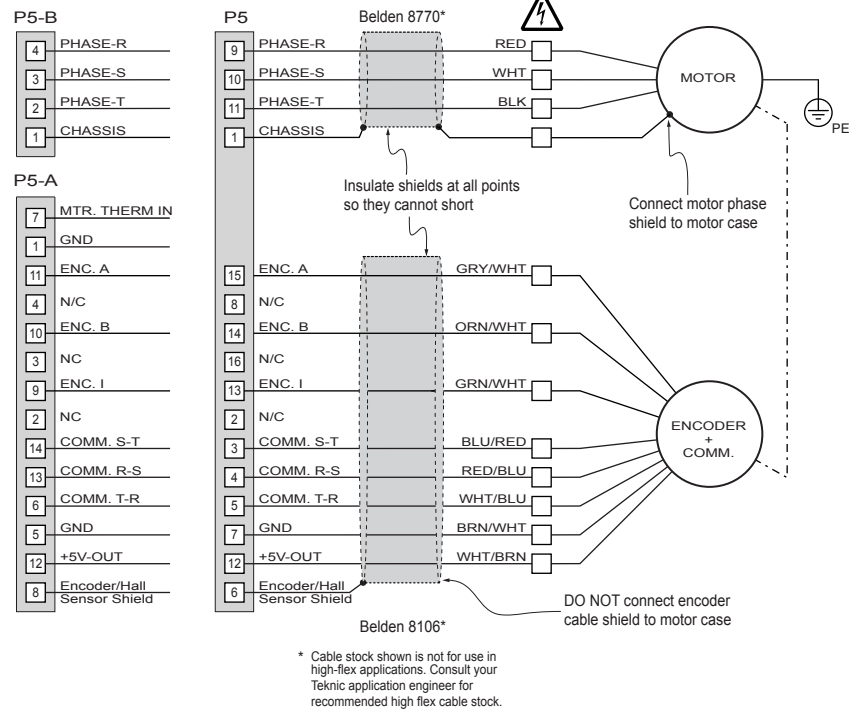 P5-B
4 PHASE-R
3 PHASE-S
2 PHASE-T
1 CHASSIS
P5-A
7 MTR. THERM IN
1 GND
11 ENC. A
4 N/C
10 ENC. B
3 NC
9 ENC. I
2 NC
14 COMM. S-T
13 COMM. R-S
6 COMM. T-R
5 GND
12 +5V-OUT
8 Encoder/Hall
Sensor Shield
P5
Belden 8770*
9 PHASE-R RED
10 PHASE-S WHT
11 PHASE-T BLK
1 CHASSIS
MOTOR
PE
Insulate shields at all points
so they cannot short
Connect motor phase
shield to motor case
15 ENC. A GRY/WHT
8 N/C
14 ENC. B ORN/WHT
16 N/C
13 ENC. I GRN/WHT
2 N/C
3 COMM. S-T BLU/RED
4 COMM. R-S RED/BLU
5 COMM. T-R WHT/BLU
7 GND BRN/WHT
12 +5V-OUT WHT/BRN
6 Encoder/Hall
Sensor Shield
ENCODER
+
COMM.
DO NOT connect encoder
cable shield to motor case
Belden 8106*
* Cable stock shown is not for use in
high-flex applications. Consult your
Teknic application engineer for
recommended high flex cable stock.